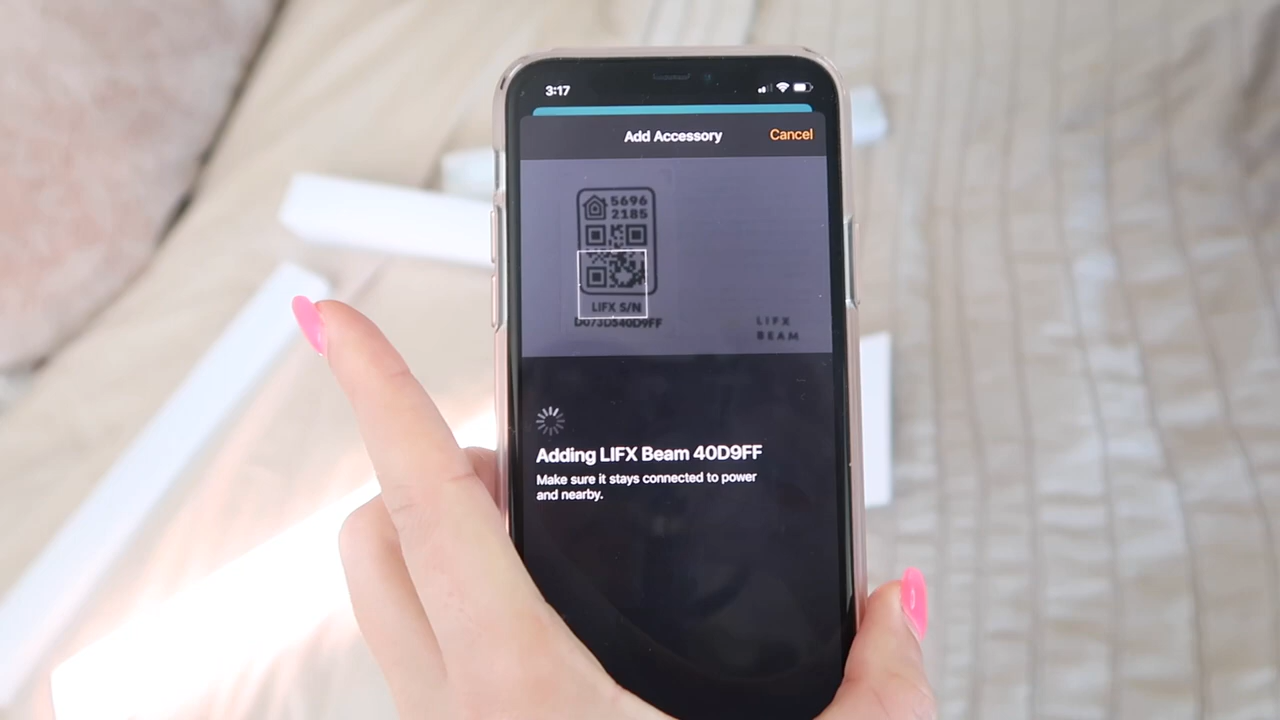 3:17
Add Accessory
Cancel
5696
2185
LIFX S/N
D073D540D9FF
LIFX
BEAM
Adding LIFX Beam 40D9FF
Make sure it stays connected to power
and nearby.